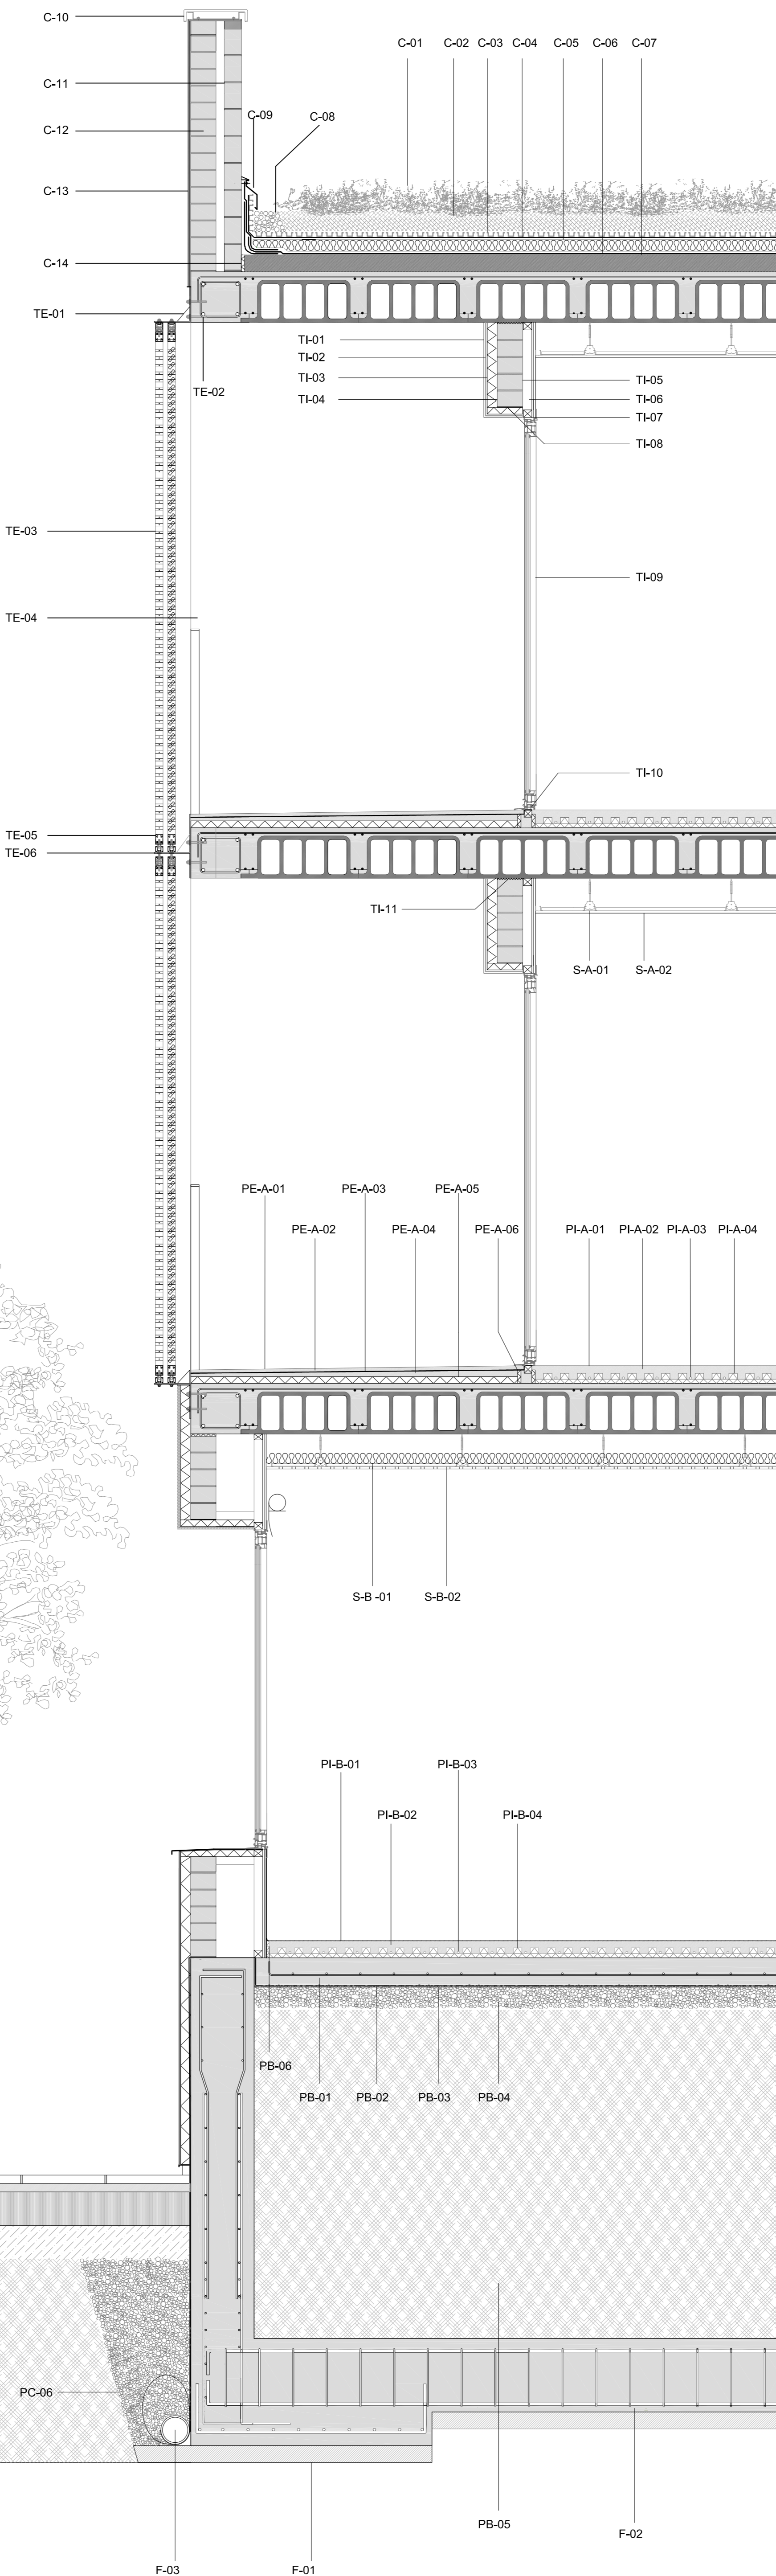 C-10
C-01 C-02 C-03 C-04 C-05 C-06 C-07
C-11
C-09 C-08
C-12
C-13
C-14
TE-01
TI-01
TI-02
TI-03 TI-05
TE-02 TI-04 TI-06
TI-07
TI-08
TE-03
TI-09
TE-04
TI-10
TE-05
TE-06
TI-11
S-A-01 S-A-02
PE-A-01 PE-A-03 PE-A-05
PE-A-02 PE-A-04 PE-A-06 PI-A-01 PI-A-02 PI-A-03 PI-A-04
S-B -01 S-B-02
PI-B-01 PI-B-03
PI-B-02 PI-B-04
PB-06
PB-01 PB-02 PB-03 PB-04
PC-06
PB-05
F-02
F-03 F-01